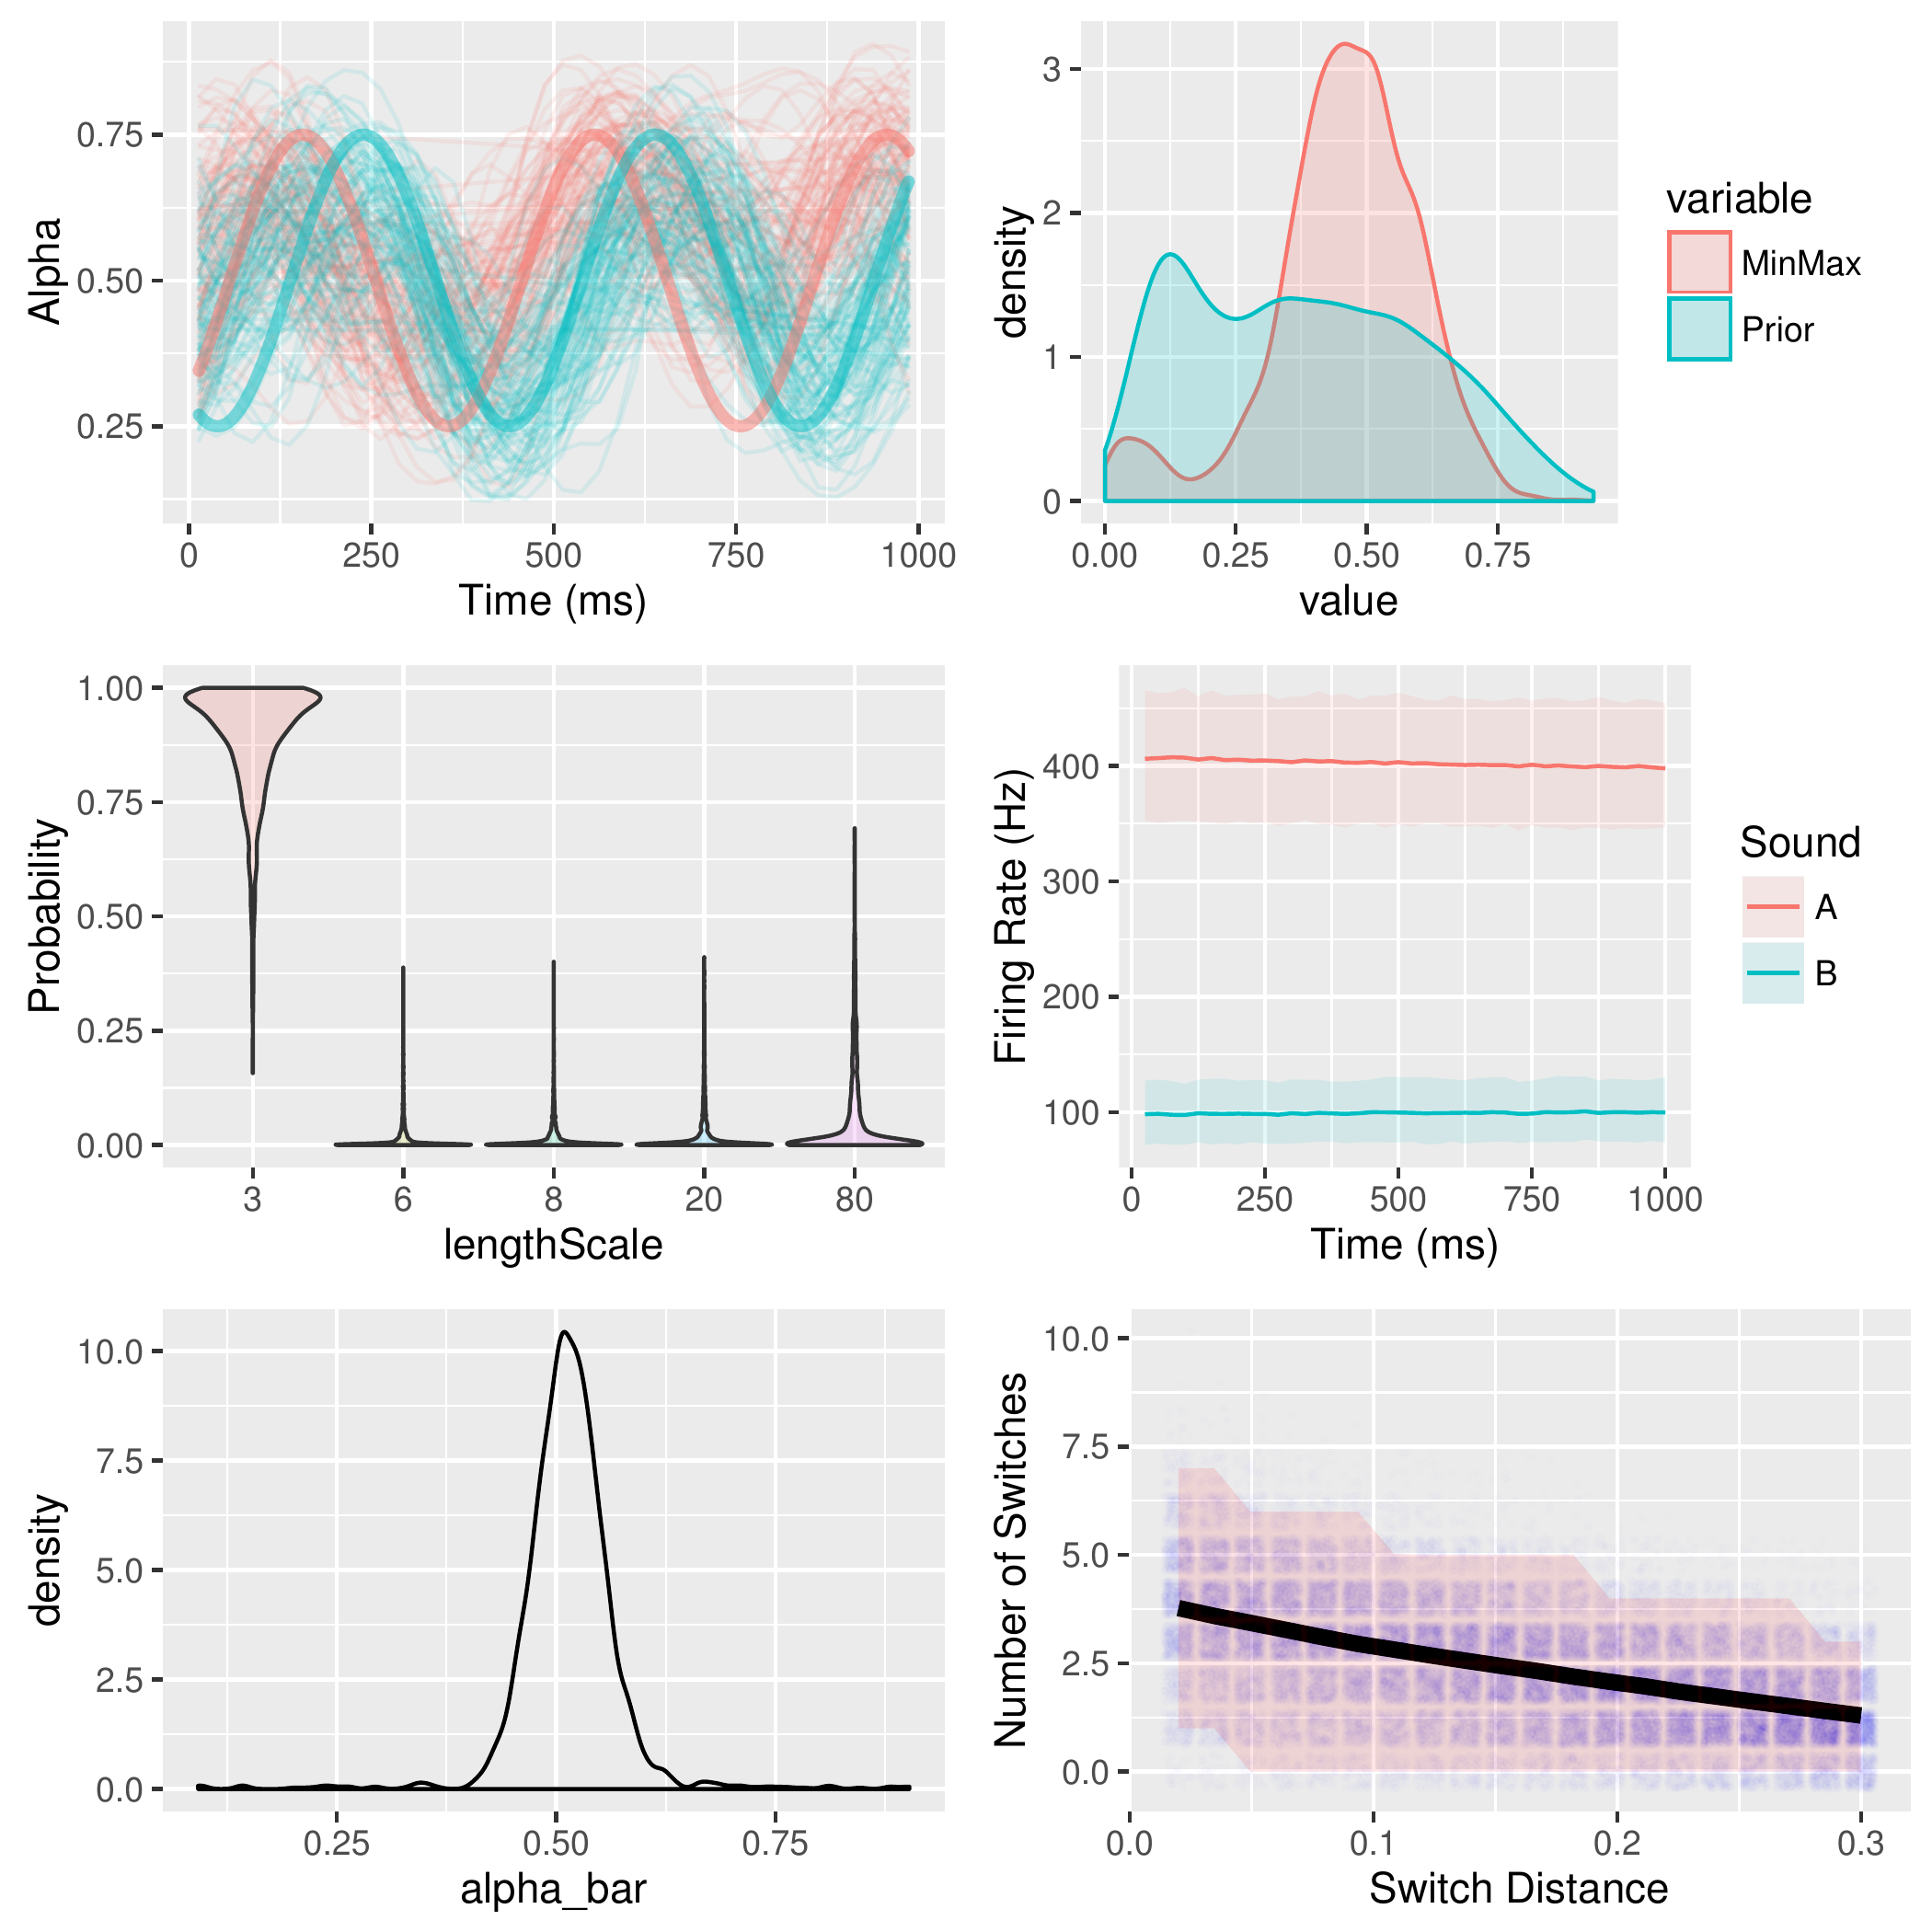 Alpha
0.75
0.50
0.25
0 250 500 750 1000
Time (ms)
density
3
2
1
0
0.00 0.25 0.50 0.75
value
variable
MinMax
Prior
Probability
1.00
0.75
0.50
0.25
0.00
3 6 8 20 80
lengthScale
Firing Rate (Hz)
400
300
200
100
0 250 500 750 1000
Time (ms)
Sound
A
B
density
10.0
7.5
5.0
2.5
0.0
0.25 0.50 0.75
alpha_bar
Number of Switches
10.0
7.5
5.0
2.5
0.0
0.0 0.1 0.2 0.3
Switch Distance